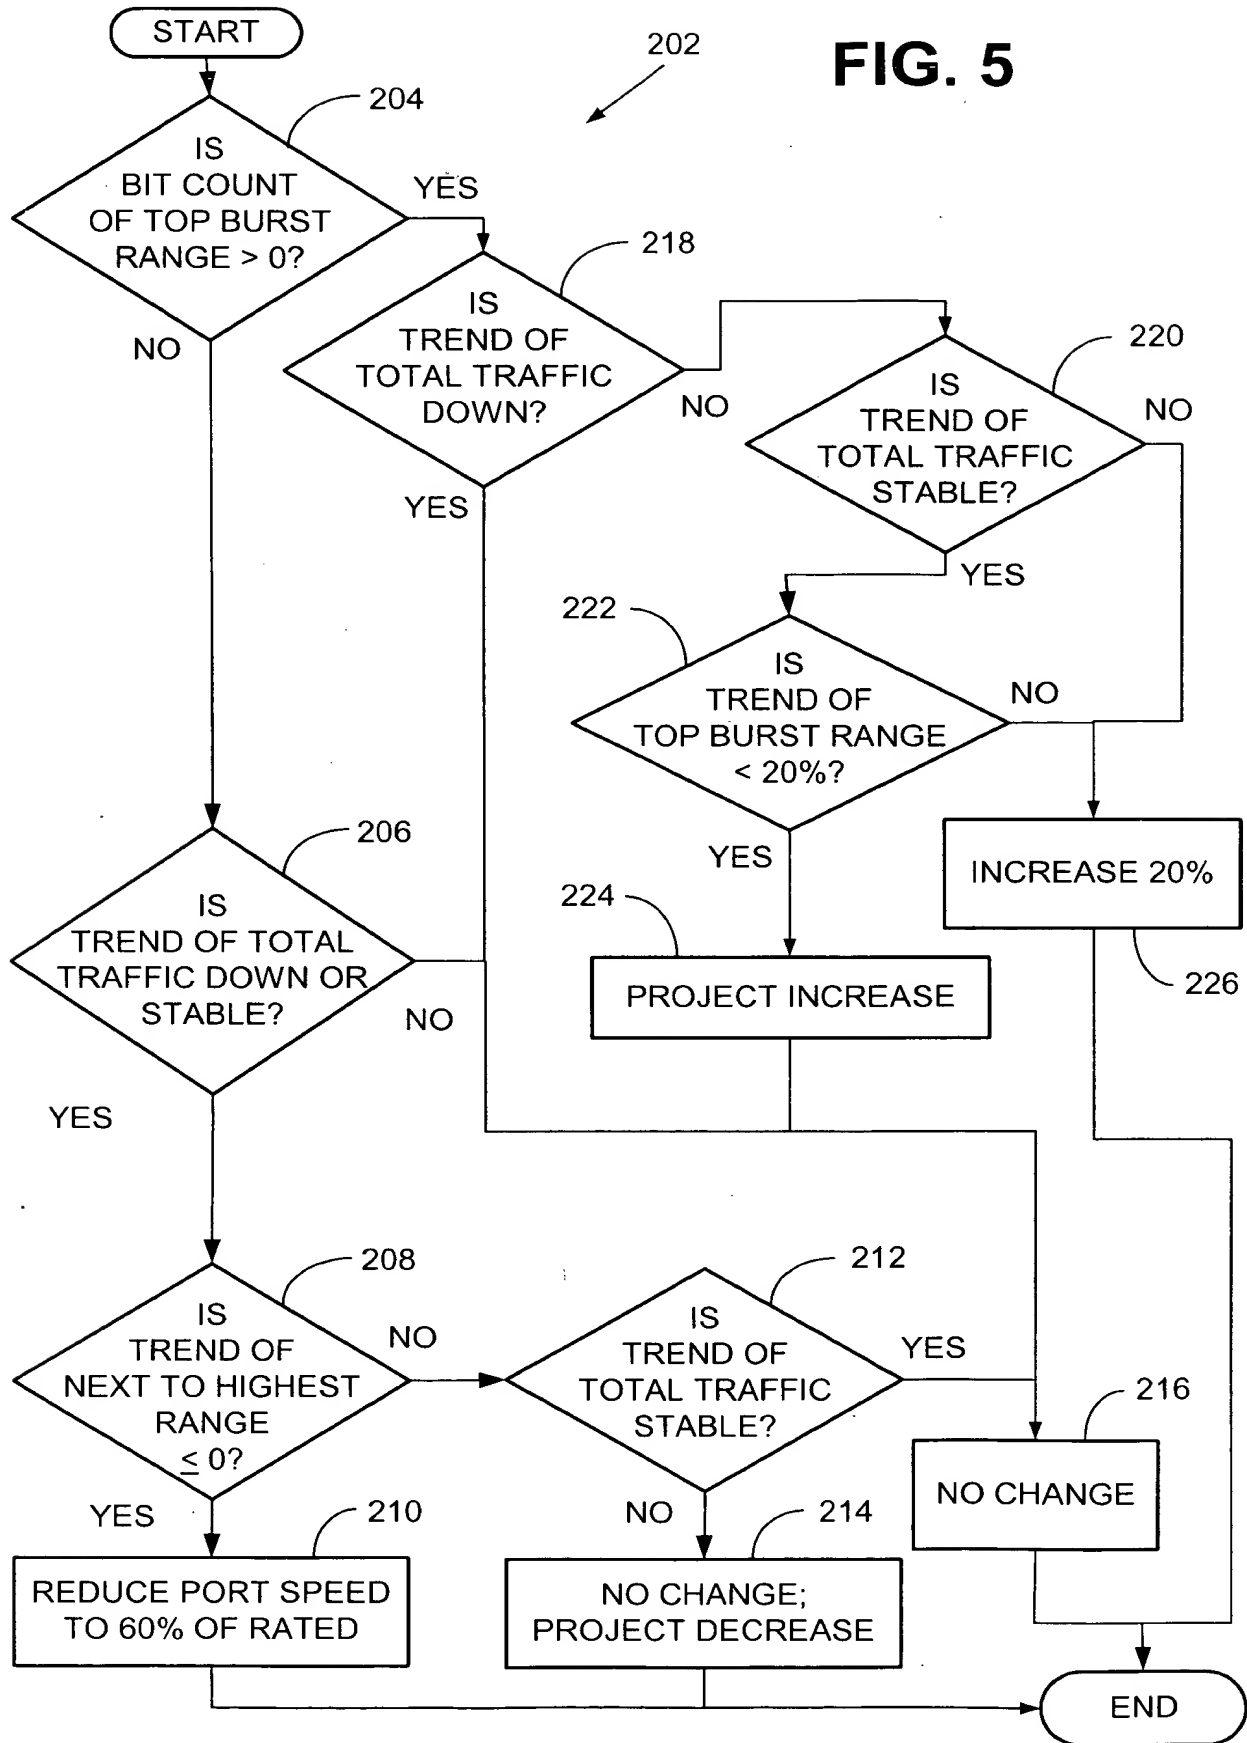 START
202
FIG. 5
204
IS
BIT COUNT
OF TOP BURST
RANGE > 0?
YES
NO
218
IS
TREND OF
TOTAL TRAFFIC
DOWN?
NO
YES
220
IS
TREND OF
TOTAL TRAFFIC
STABLE?
NO
YES
222
IS
TREND OF
TOP BURST RANGE
< 20%?
NO
YES
206
IS
TREND OF TOTAL
TRAFFIC DOWN OR
STABLE?
NO
YES
224
PROJECT INCREASE
INCREASE 20%
226
208
IS
TREND OF
NEXT TO HIGHEST
RANGE
≤ 0?
NO
YES
212
IS
TREND OF
TOTAL TRAFFIC
STABLE?
YES
NO
216
NO CHANGE
210
REDUCE PORT SPEED
TO 60% OF RATED
214
NO CHANGE;
PROJECT DECREASE
END